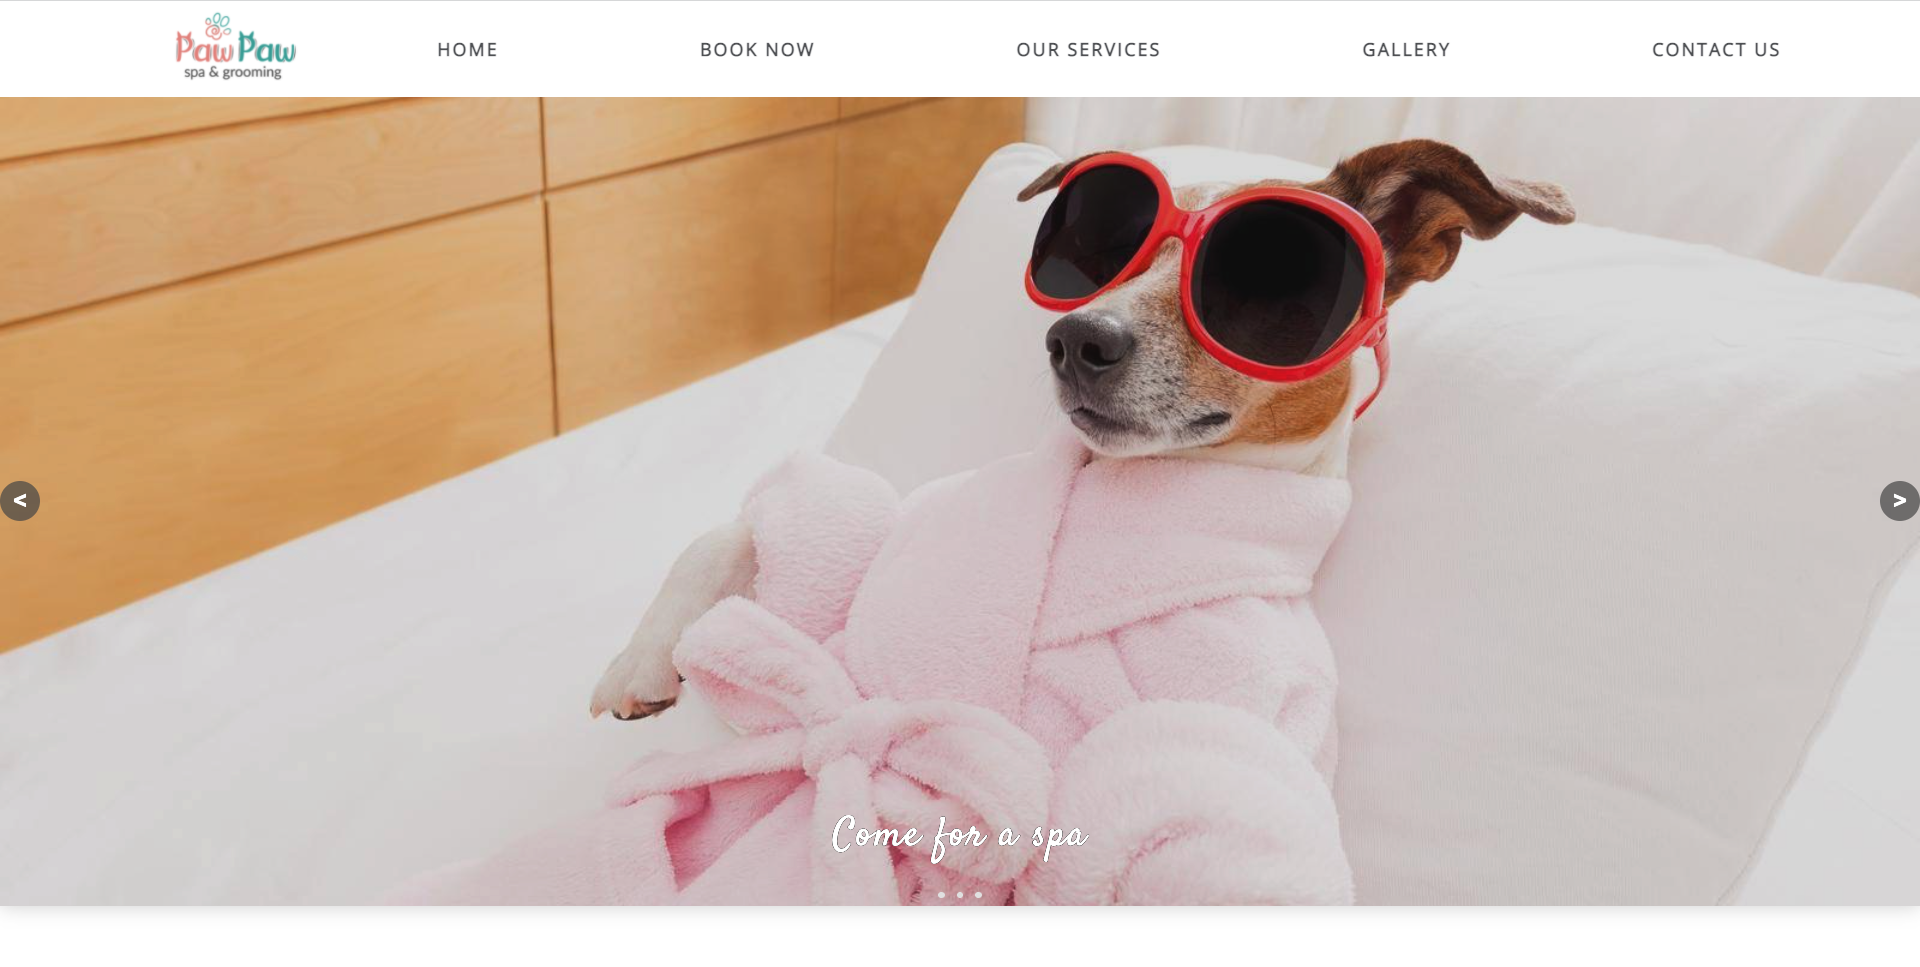 Paw Paw
spa & grooming
HOME
BOOK NOW
OUR SERVICES
GALLERY
CONTACT US
<
>
Come for a spa